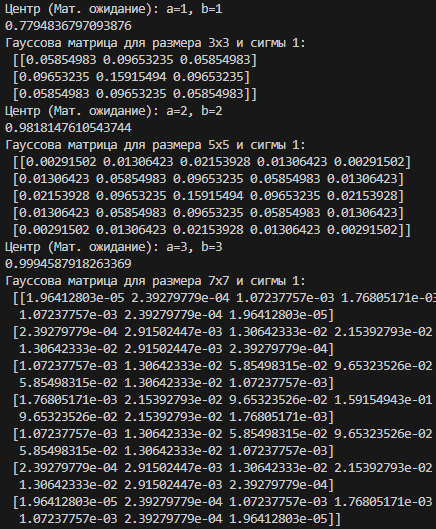 Центр (Мат. ожидание): a=1, b=1
0.7794836797093876
Гауссова матрица для размера 3x3 и сигмы 1:
[[0.05854983 0.09653235 0.05854983]
[0.09653235 0.15915494 0.09653235]
[0.05854983 0.09653235 0.05854983]]
Центр (Мат. ожидание): a=2, b=2
0.9818147610543744
Гауссова матрица для размера 5x5 и сигмы 1:
[[0.00291502 0.01306423 0.02153928 0.01306423 0.00291502]
[0.01306423 0.05854983 0.09653235 0.05854983 0.01306423]
[0.02153928 0.09653235 0.15915494 0.09653235 0.02153928]
[0.01306423 0.05854983 0.09653235 0.05854983 0.01306423]
[0.00291502 0.01306423 0.02153928 0.01306423 0.00291502]]
Центр (Мат. ожидание): a=3, b=3
0.9994587918263369
Гауссова матрица для размера 7x7 и сигмы 1:
[[1.96412803e-05 2.39279779e-04 1.07237757e-03 1.76805171e-03
1.07237757e-03 2.39279779e-04 1.96412803e-05]
[2.39279779e-04 2.91502447e-03 1.30642333e-02 2.15392793e-02
1.30642333e-02 2.91502447e-03 2.39279779e-04]
[1.07237757e-03 1.30642333e-02 5.85498315e-02 9.65323526e-02
5.85498315e-02 1.30642333e-02 1.07237757e-03]
[1.76805171e-03 2.15392793e-02 9.65323526e-02 1.59154943e-01
9.65323526e-02 2.15392793e-02 1.76805171e-03]
[1.07237757e-03 1.30642333e-02 5.85498315e-02 9.65323526e-02
5.85498315e-02 1.30642333e-02 1.07237757e-03]
[2.39279779e-04 2.91502447e-03 1.30642333e-02 2.15392793e-02
1.30642333e-02 2.91502447e-03 2.39279779e-04]
[1.96412803e-05 2.39279779e-04 1.07237757e-03 1.76805171e-03
1.07237757e-03 2.39279779e-04 1.96412803e-05]]